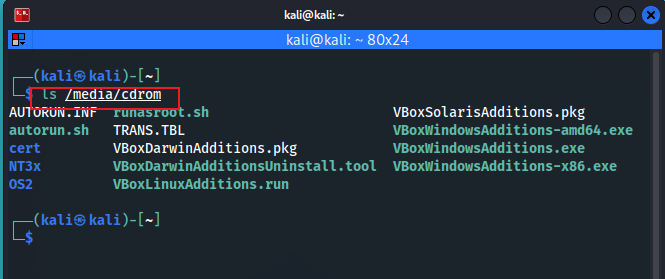 kali@kali: ~
kali@kali: ~ 80x24
┌──(kali㉿kali)-[~]
└─$ ls /media/cdrom
AUTORUN.INF runasroot.sh VBoxSolarisAdditions.pkg
autorun.sh TRANS.TBL VBoxWindowsAdditions-amd64.exe
cert VBoxDarwinAdditions.pkg VBoxWindowsAdditions.exe
NT3x VBoxDarwinAdditionsUninstall.tool VBoxWindowsAdditions-x86.exe
OS2 VBoxLinuxAdditions.run
┌──(kali㉿kali)-[~]
└─$